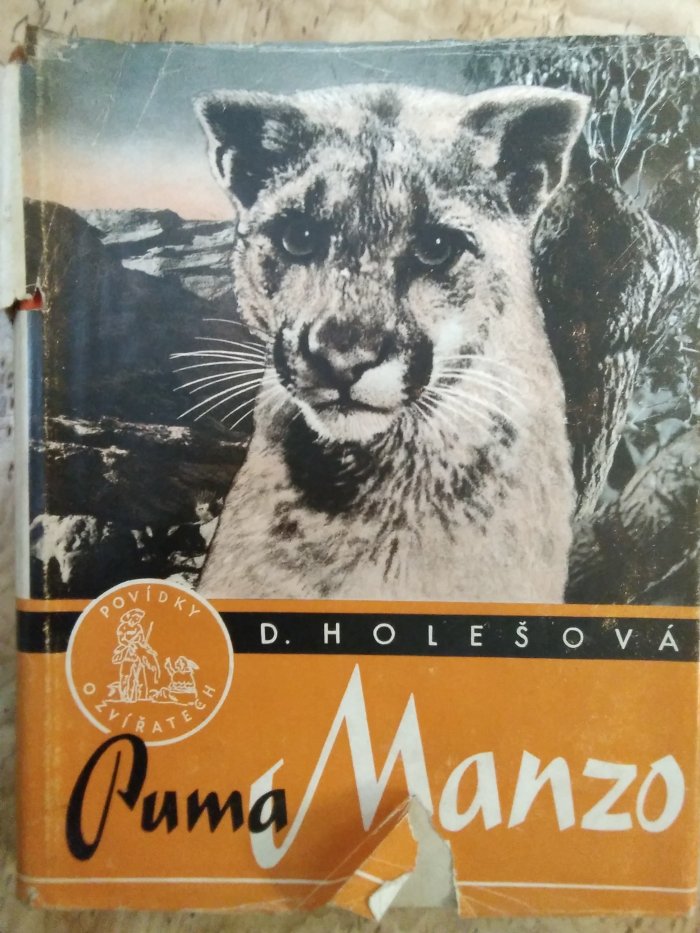 POVÍDKY
O ZVÍŘATECH
D. HOLEŠOVÁ
Puma Manzo